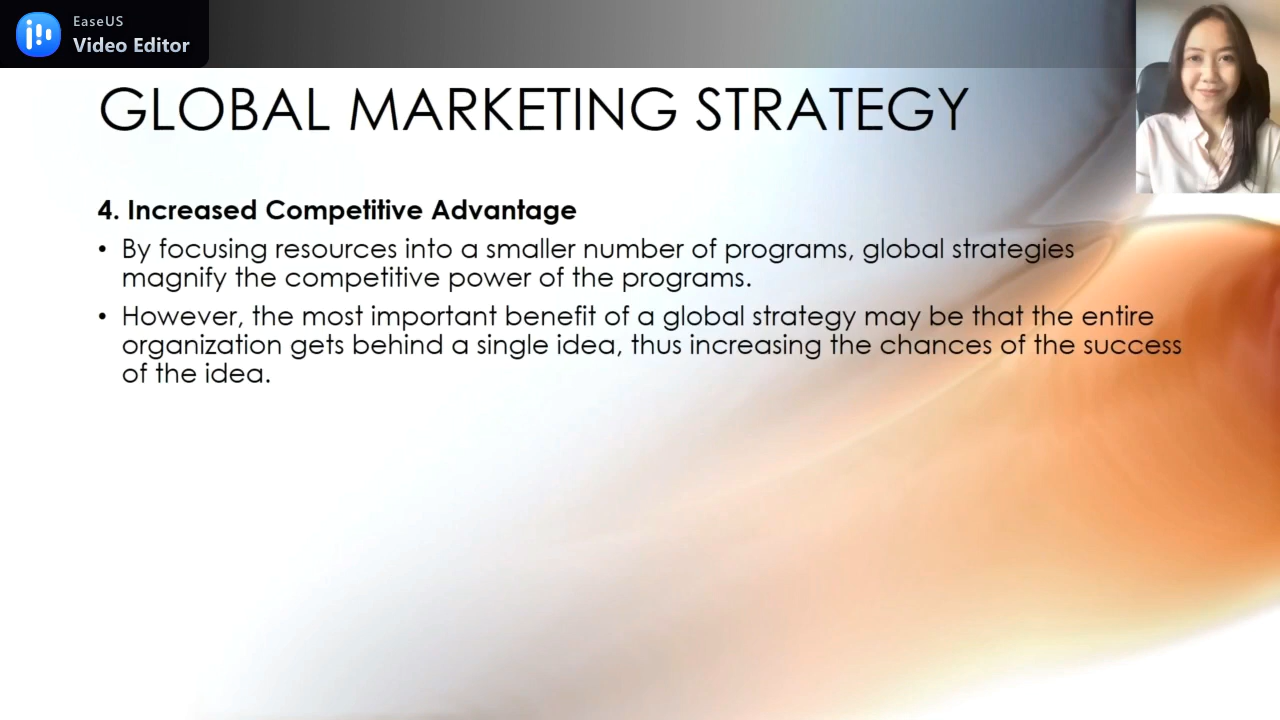 EaseUS
Video Editor
GLOBAL MARKETING STRATEGY
4. Increased Competitive Advantage
• By focusing resources into a smaller number of programs, global strategies
magnify the competitive power of the programs.
• However, the most important benefit of a global strategy may be that the entire
organization gets behind a single idea, thus increasing the chances of the success
of the idea.